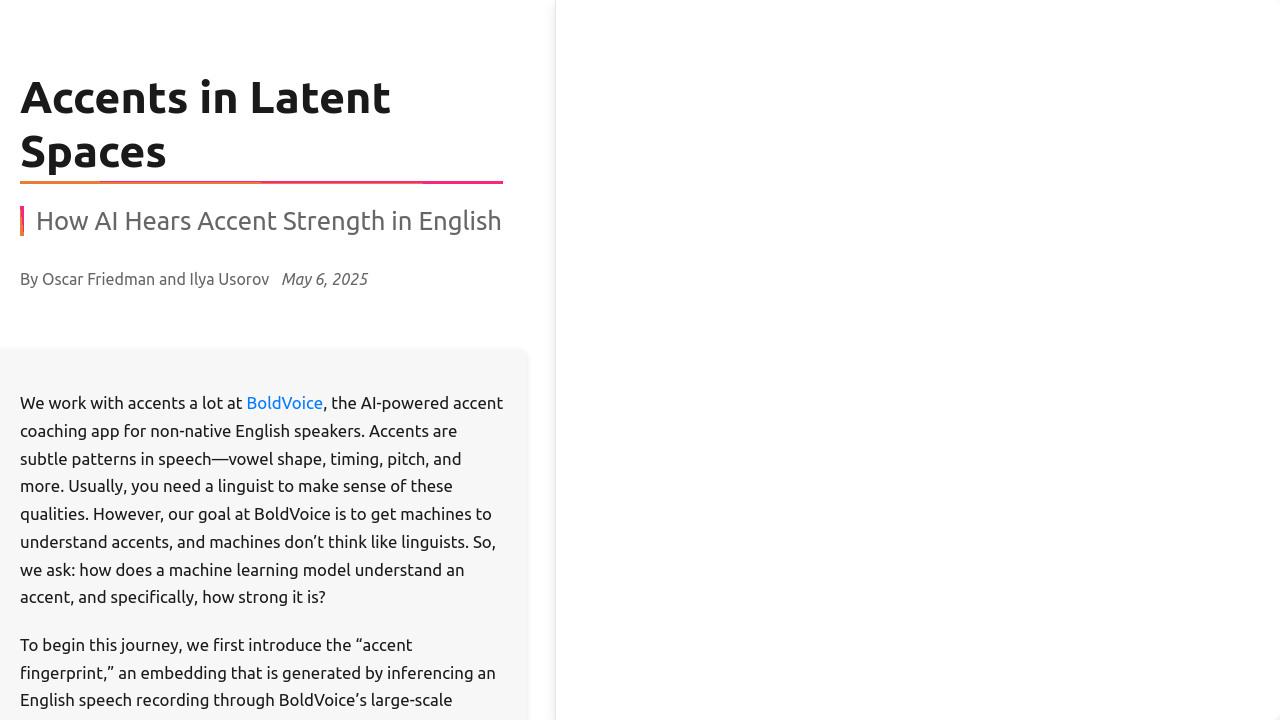 Accents in Latent
Spaces
How AI Hears Accent Strength in English
By Oscar Friedman and Ilya Usorov May 6, 2025
We work with accents a lot at BoldVoice, the AI-powered accent
coaching app for non-native English speakers. Accents are
subtle patterns in speech—vowel shape, timing, pitch, and
more. Usually, you need a linguist to make sense of these
qualities. However, our goal at BoldVoice is to get machines to
understand accents, and machines don’t think like linguists. So,
we ask: how does a machine learning model understand an
accent, and specifically, how strong it is?
To begin this journey, we first introduce the “accent
fingerprint,” an embedding that is generated by inferencing an
English speech recording through BoldVoice’s large-scale